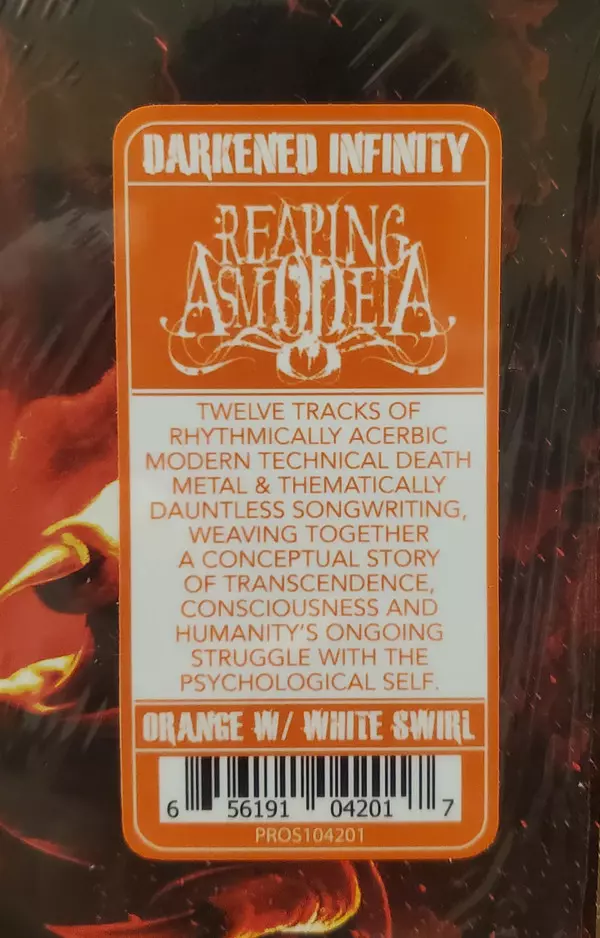 DARKENED INFINITY
REAPING
ASMODEIA
TWELVE TRACKS OF
RHYTHMICALLY ACERBIC
MODERN TECHNICAL DEATH
METAL & THEMATICALLY
DAUNTLESS SONGWRITING,
WEAVING TOGETHER
A CONCEPTUAL STORY
OF TRANSCENDENCE,
CONSCIOUSNESS AND
HUMANITY'S ONGOING
STRUGGLE WITH THE
PSYCHOLOGICAL SELF.
ORANGE W/ WHITE SWIRL
6 56191 04201 7
PROS104201